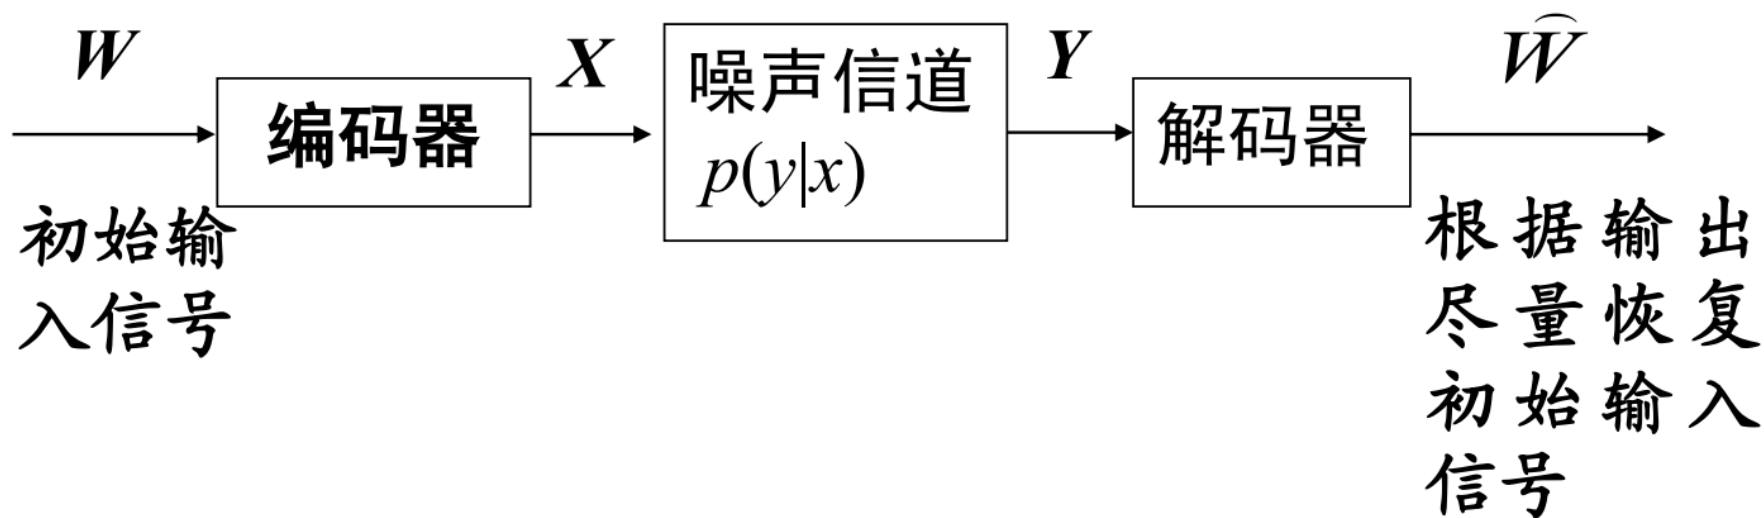 W
编码器
X
噪声信道
p(y|x)
Y
解码器
Ŵ
初始输
入信号
根据输出
尽量恢复
初始输入
信号